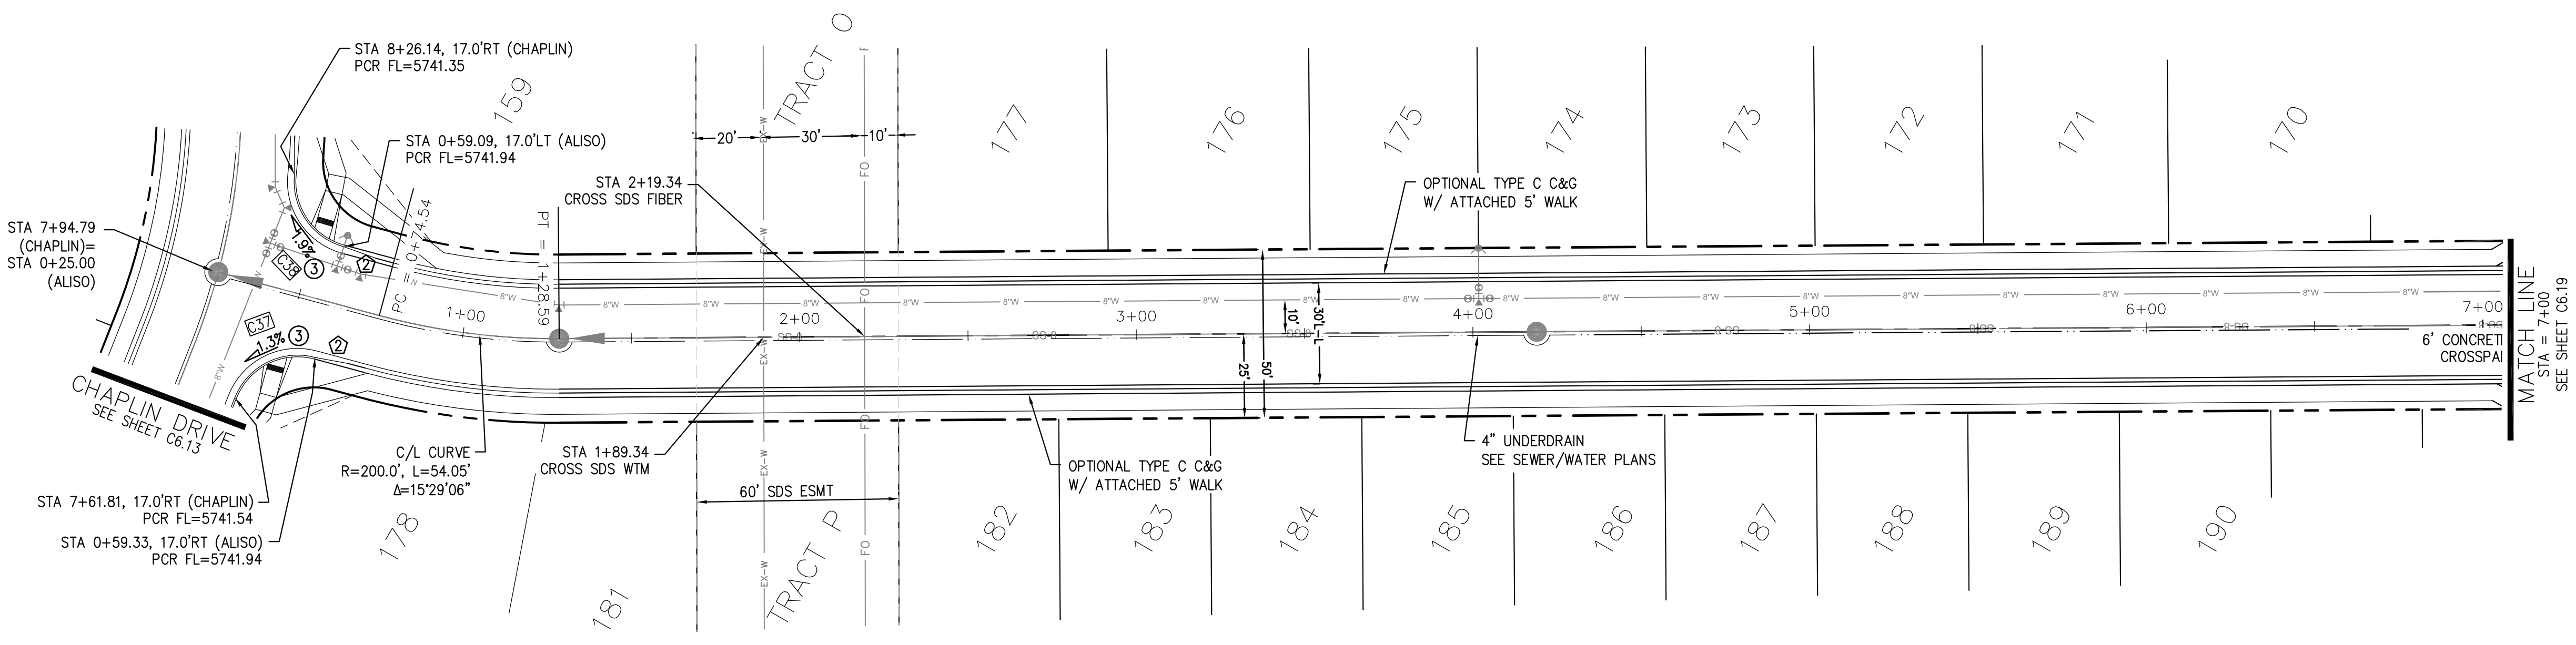 STA 8+26.14, 17.0'RT (CHAPLIN)
PCR FL=5741.35
159
STA 0+59.09, 17.0'LT (ALISO)
PCR FL=5741.94
STA 7+94.79
(CHAPLIN)=
STA 0+25.00
(ALISO)
1.9%
C38
3
2
PC = 0+74.54
PT = 1+28.59
1+00
C37
1.3%
3
2
8"W
CHAPLIN DRIVE
SEE SHEET C6.13
STA 7+61.81, 17.0'RT (CHAPLIN)
PCR FL=5741.54
STA 0+59.33, 17.0'RT (ALISO)
PCR FL=5741.94
C/L CURVE
R=200.0', L=54.05'
Δ=15°29'06"
178
181
STA 2+19.34
CROSS SDS FIBER
STA 1+89.34
CROSS SDS WTM
20'
30'
10'
TRACT O
EX-W
FO
2+00
60' SDS ESMT
TRACT P
177
176
175
174
173
172
171
170
OPTIONAL TYPE C C&G
W/ ATTACHED 5' WALK
3+00
4+00
5+00
6+00
7+00
10'
30'L-L
25'
50'
OPTIONAL TYPE C C&G
W/ ATTACHED 5' WALK
4" UNDERDRAIN
SEE SEWER/WATER PLANS
182
183
184
185
186
187
188
189
190
6' CONCRET
CROSSPA
MATCH LINE
STA = 7+00
SEE SHEET C6.19